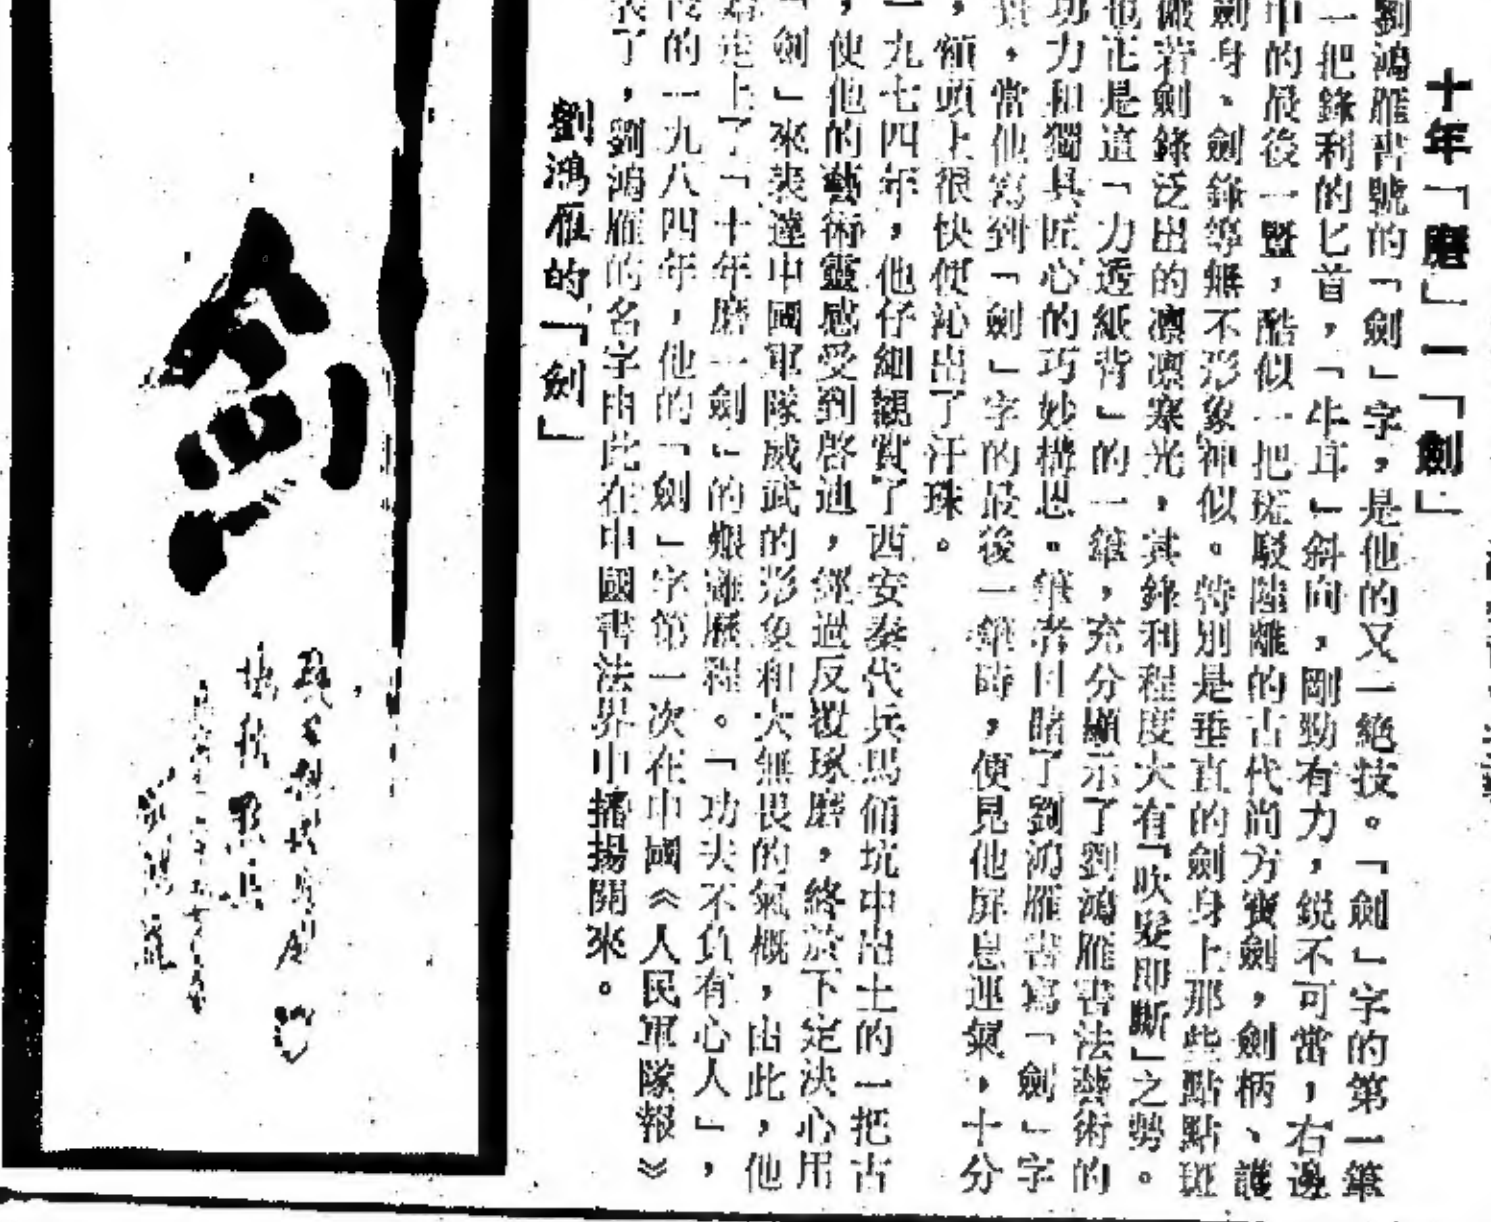 十年「磨」一「劍」
劉鴻雁書號的「劍」字，是他的又一絕技。「劍」字的第一筆
一把鋒利的匕首，「牛耳」斜向，剛勁有力，銳不可當，右邊
中的最後一豎，酷似一把斑駁陸離的古代尚方寶劍，劍柄、護
劍身、劍鋒等無不形象神似。特別是垂直的劍身上那些點點斑
儼若劍鋒泛出的凛凛寒光，其鋒利程度大有「吹髮即斷」之勢。
也正是這「力透紙背」的一筆，充分顯示了劉鴻雁書法藝術的
功力和獨具匠心的巧妙構思。筆者目睹了劉鴻雁書寫「劍」字
，當他寫到「劍」字的最後一筆時，便見他屏息運氣，十分
，額頭上很快便沁出了汗珠。
一九七四年，他仔細觀賞了西安秦代兵馬俑坑中出土的一把古
，使他的藝術靈感受到啓迪，經過反覆琢磨，終於下定決心用
「劍」來表達中國軍隊威武的形象和大無畏的氣概，由此，他
走上了「十年磨一劍」的艱難歷程。「功夫不負有心人」，
的一九八四年，他的「劍」字第一次在中國《人民軍隊報》
了，劉鴻雁的名字由此在中國書法界中播揚開來。
劉鴻雁的「劍」
劍